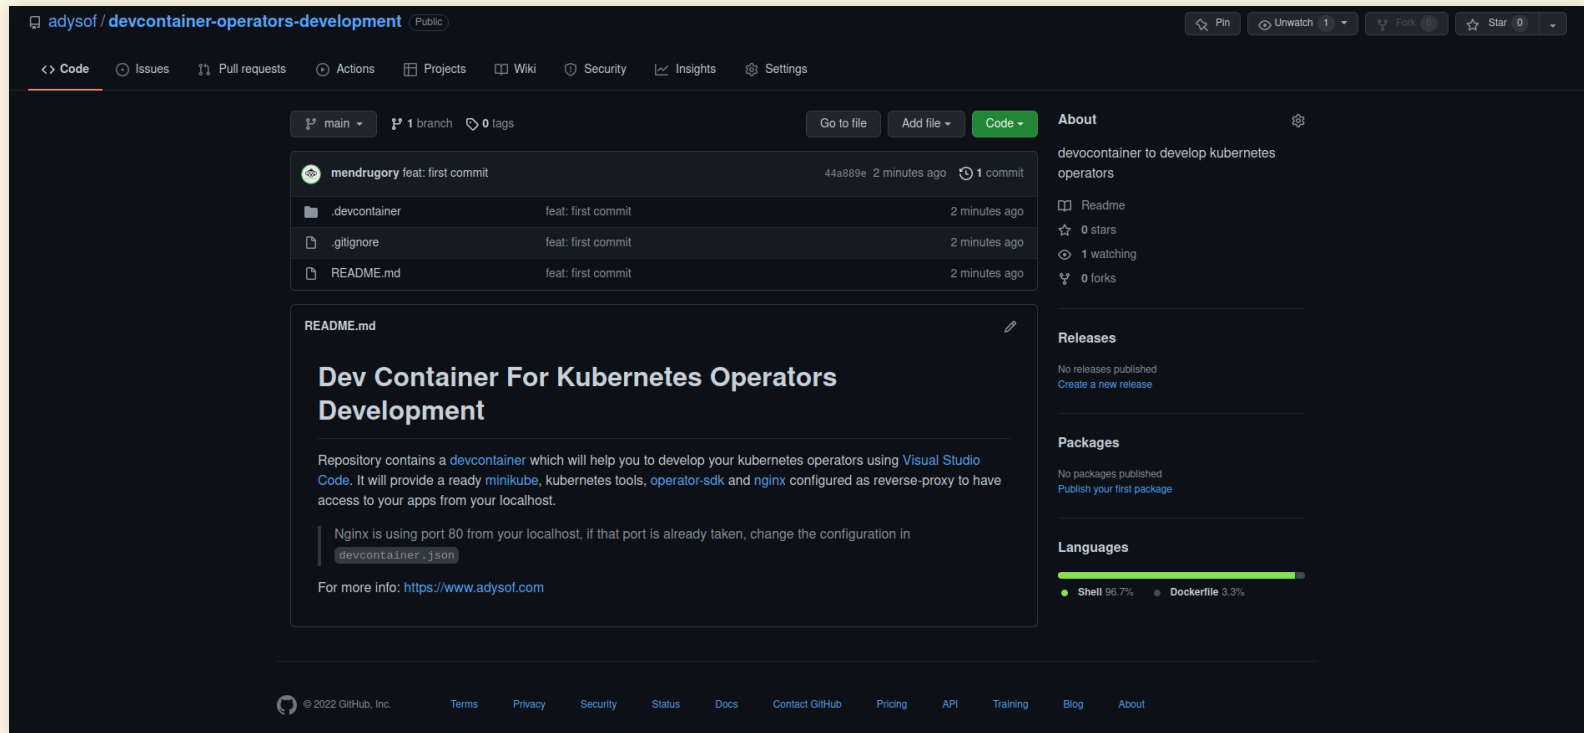 adysof / devcontainer-operators-development Public
Pin Unwatch 1 Fork 0 Star 0
Code Issues Pull requests Actions Projects Wiki Security Insights Settings
main 1 branch 0 tags Go to file Add file Code
mendrugory feat: first commit 44a889e 2 minutes ago 1 commit
.devcontainer feat: first commit 2 minutes ago
.gitignore feat: first commit 2 minutes ago
README.md feat: first commit 2 minutes ago
README.md
Dev Container For Kubernetes Operators
Development
Repository contains a devcontainer which will help you to develop your kubernetes operators using Visual Studio
Code. It will provide a ready minikube, kubernetes tools, operator-sdk and nginx configured as reverse-proxy to have
access to your apps from your localhost.
Nginx is using port 80 from your localhost, if that port is already taken, change the configuration in
devcontainer.json
For more info: https://www.adysof.com
About
devocontainer to develop kubernetes
operators
Readme
0 stars
1 watching
0 forks
Releases
No releases published
Create a new release
Packages
No packages published
Publish your first package
Languages
Shell 96.7% Dockerfile 3.3%
© 2022 GitHub, Inc. Terms Privacy Security Status Docs Contact GitHub Pricing API Training Blog About